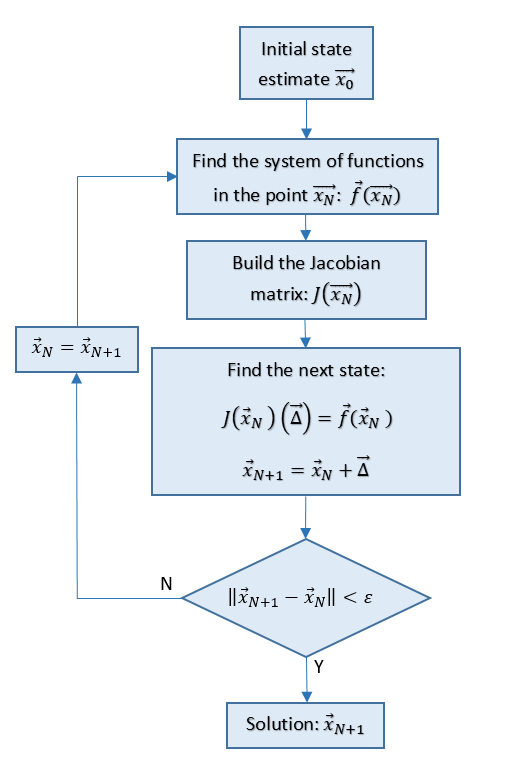 Initial state
estimate $\overrightarrow{x_0}$
Find the system of functions
in the point $\overrightarrow{x_N}$: $\vec{f}(\overrightarrow{x_N})$
Build the Jacobian
matrix: $J(\overrightarrow{x_N})$
$\vec{x}_N = \vec{x}_{N+1}$
Find the next state:
$J(\vec{x}_N)(\overrightarrow{\Delta}) = \vec{f}(\vec{x}_N)$
$\vec{x}_{N+1} = \vec{x}_N + \overrightarrow{\Delta}$
N
$\|\vec{x}_{N+1} - \vec{x}_N\| < \varepsilon$
Y
Solution: $\vec{x}_{N+1}$